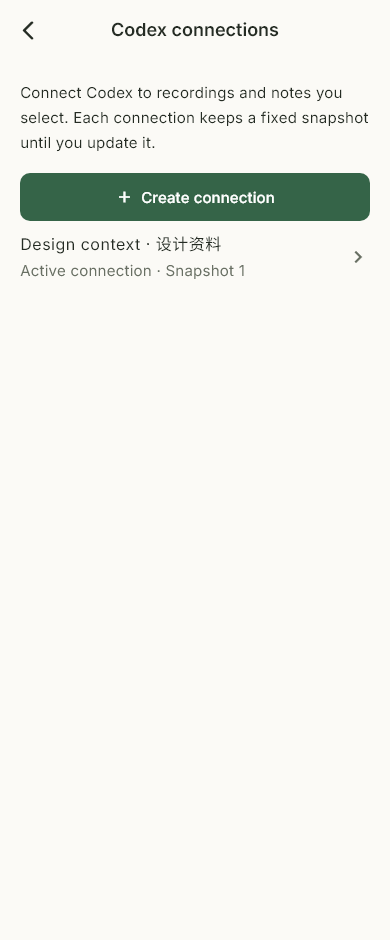 Codex connections
Connect Codex to recordings and notes you
select. Each connection keeps a fixed snapshot
until you update it.
+ Create connection
Design context · 设计资料
Active connection · Snapshot 1